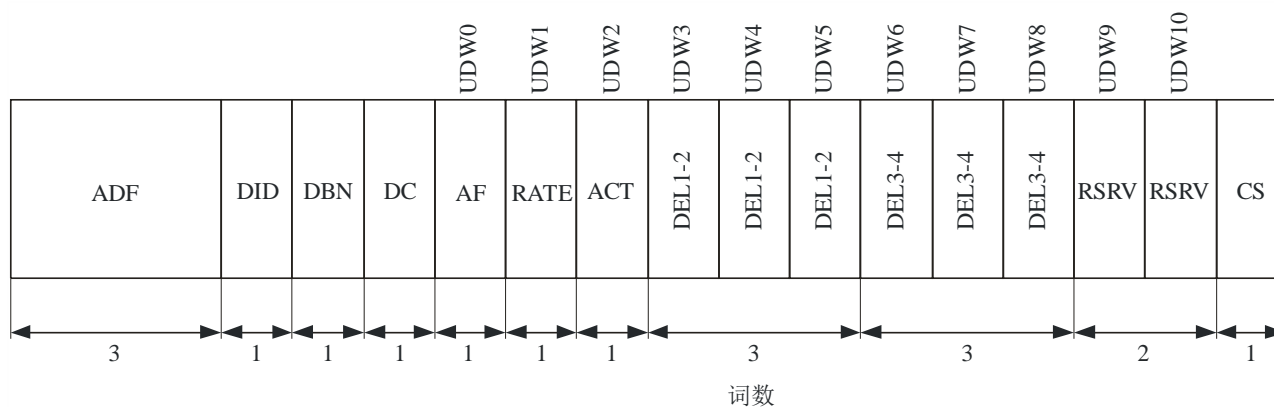 UDW0 UDW1 UDW2 UDW3 UDW4 UDW5 UDW6 UDW7 UDW8 UDW9 UDW10
ADF DID DBN DC AF RATE ACT DEL1-2 DEL1-2 DEL1-2 DEL3-4 DEL3-4 DEL3-4 RSRV RSRV CS
3 1 1 1 1 1 1 3 3 2 1
词数